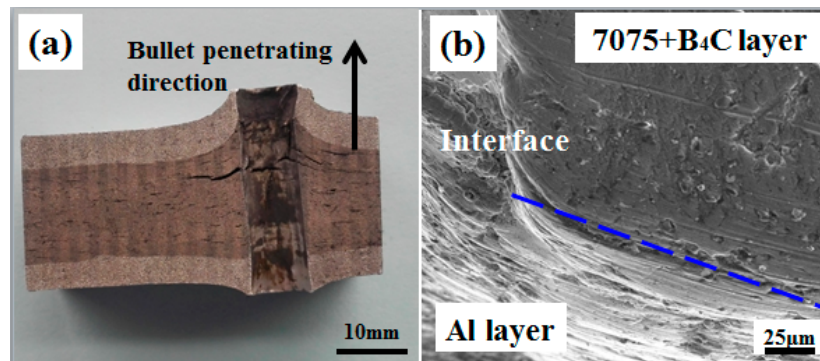 (a)
Bullet penetrating
direction
10mm
(b)
7075+B₄C layer
Interface
Al layer
25μm